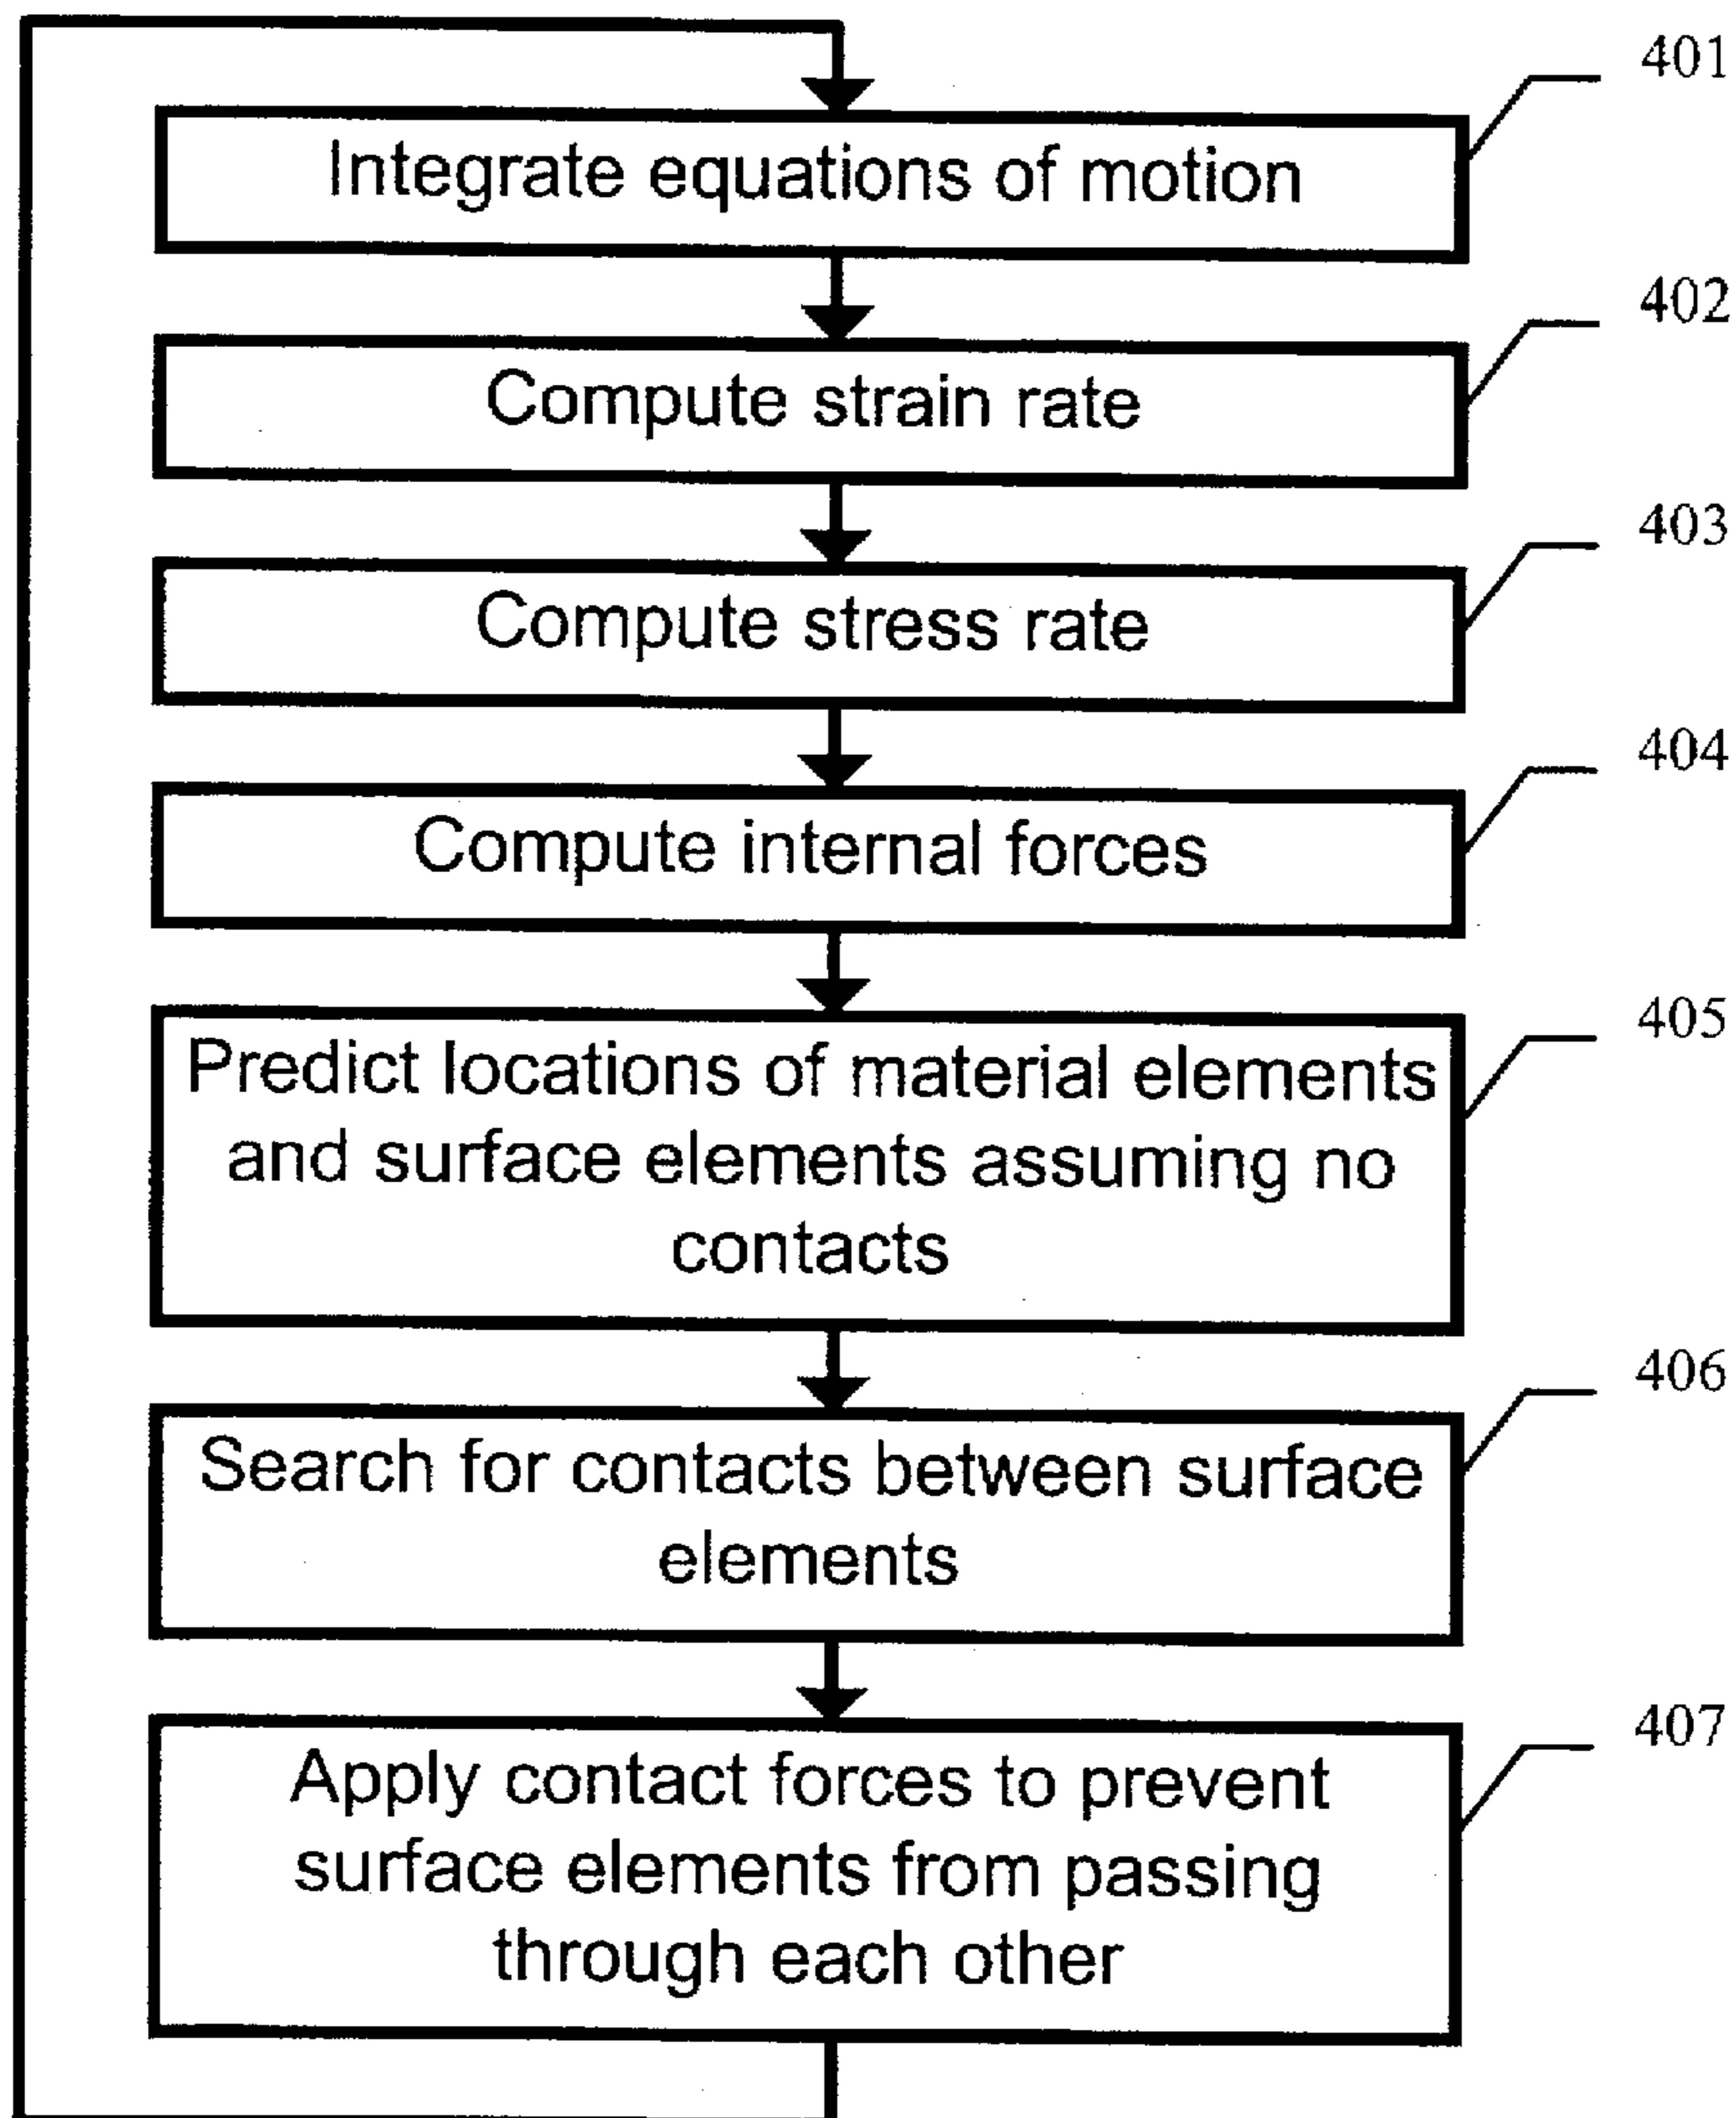 401
Integrate equations of motion
402
Compute strain rate
403
Compute stress rate
404
Compute internal forces
405
Predict locations of material elements
and surface elements assuming no
contacts
406
Search for contacts between surface
elements
407
Apply contact forces to prevent
surface elements from passing
through each other